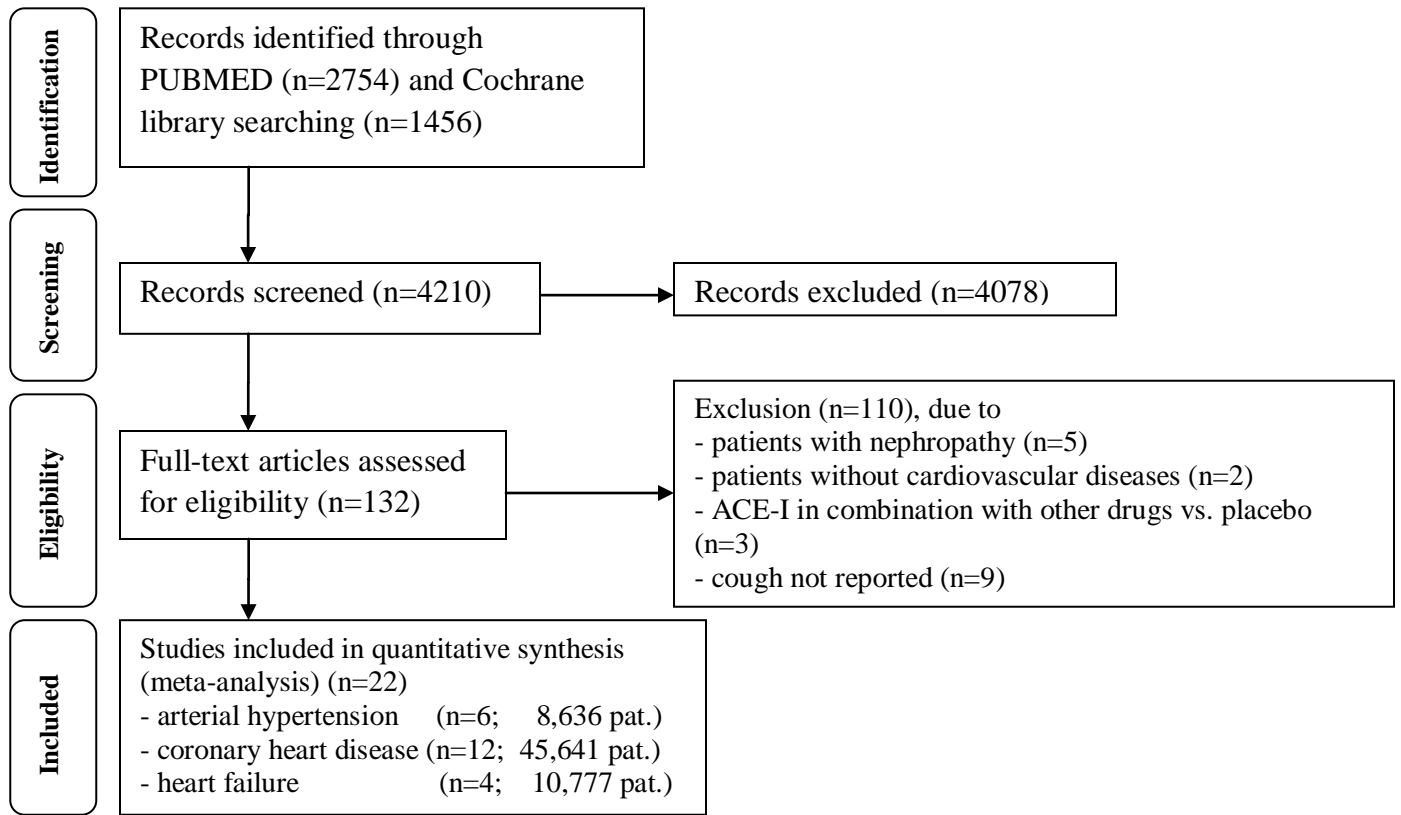 Identification
Records identified through
PUBMED (n=2754) and Cochrane
library searching (n=1456)
Screening
Records screened (n=4210)
Records excluded (n=4078)
Eligibility
Full-text articles assessed
for eligibility (n=132)
Exclusion (n=110), due to
- patients with nephropathy (n=5)
- patients without cardiovascular diseases (n=2)
- ACE-I in combination with other drugs vs. placebo
(n=3)
- cough not reported (n=9)
Included
Studies included in quantitative synthesis
(meta-analysis) (n=22)
- arterial hypertension (n=6; 8,636 pat.)
- coronary heart disease (n=12; 45,641 pat.)
- heart failure (n=4; 10,777 pat.)